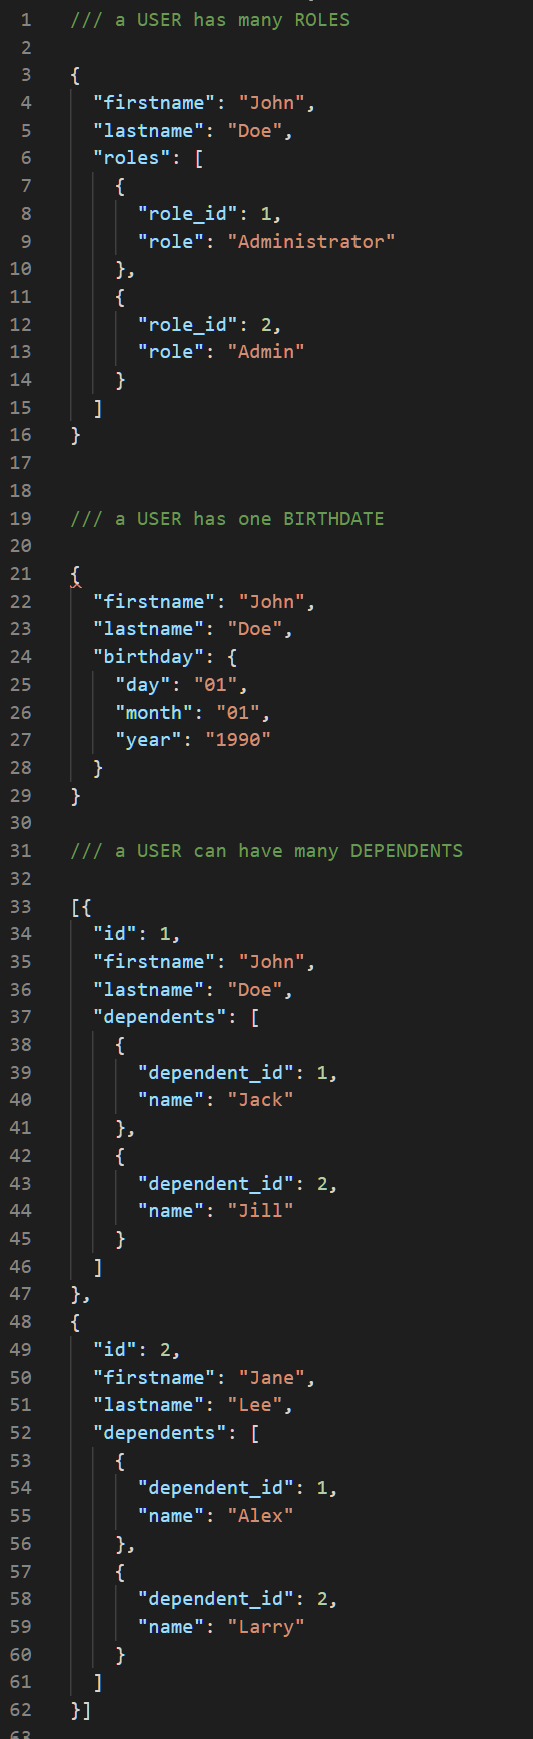 1 /// a USER has many ROLES
2
3 {
4 "firstname": "John",
5 "lastname": "Doe",
6 "roles": [
7 {
8 "role_id": 1,
9 "role": "Administrator"
10 },
11 {
12 "role_id": 2,
13 "role": "Admin"
14 }
15 ]
16 }
17
18
19 /// a USER has one BIRTHDATE
20
21 {
22 "firstname": "John",
23 "lastname": "Doe",
24 "birthday": {
25 "day": "01",
26 "month": "01",
27 "year": "1990"
28 }
29 }
30
31 /// a USER can have many DEPENDENTS
32
33 [{
34 "id": 1,
35 "firstname": "John",
36 "lastname": "Doe",
37 "dependents": [
38 {
39 "dependent_id": 1,
40 "name": "Jack"
41 },
42 {
43 "dependent_id": 2,
44 "name": "Jill"
45 }
46 ]
47 },
48 {
49 "id": 2,
50 "firstname": "Jane",
51 "lastname": "Lee",
52 "dependents": [
53 {
54 "dependent_id": 1,
55 "name": "Alex"
56 },
57 {
58 "dependent_id": 2,
59 "name": "Larry"
60 }
61 ]
62 }]
63